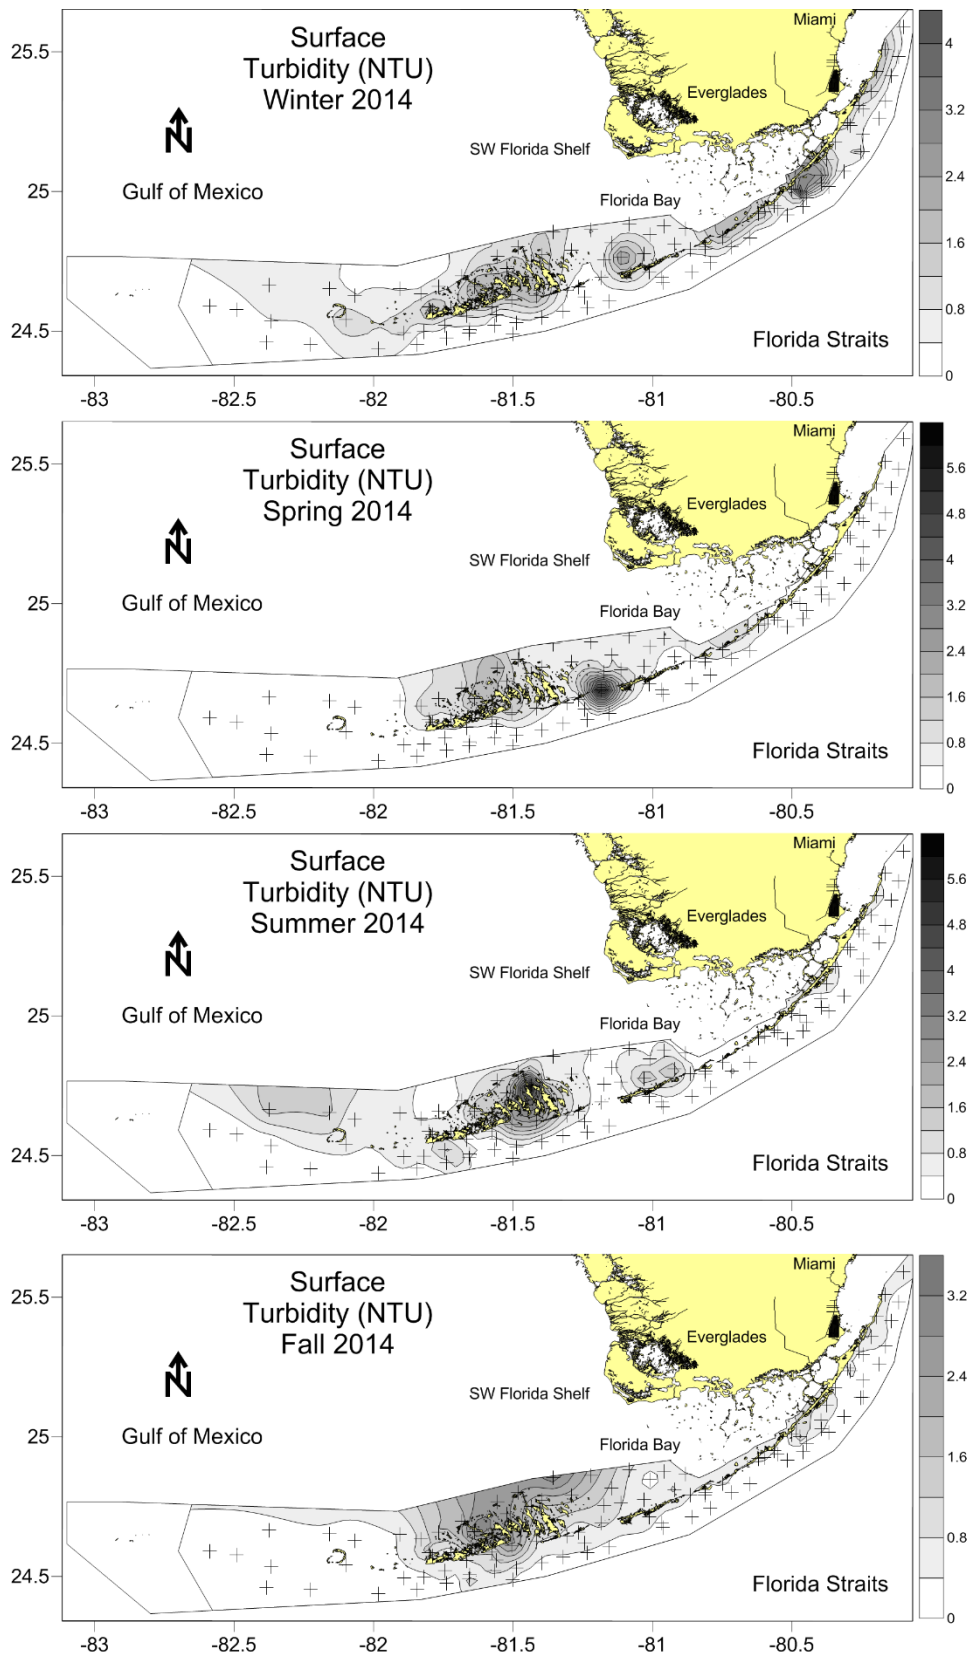 Surface
Turbidity (NTU)
Winter 2014
N
Gulf of Mexico
SW Florida Shelf
Everglades
Miami
Florida Bay
Florida Straits
25.5
25
24.5
-83
-82.5
-82
-81.5
-81
-80.5
4
3.2
2.4
1.6
0.8
0
Surface
Turbidity (NTU)
Spring 2014
N
Gulf of Mexico
SW Florida Shelf
Everglades
Miami
Florida Bay
Florida Straits
25.5
25
24.5
-83
-82.5
-82
-81.5
-81
-80.5
5.6
4.8
4
3.2
2.4
1.6
0.8
0
Surface
Turbidity (NTU)
Summer 2014
N
Gulf of Mexico
SW Florida Shelf
Everglades
Miami
Florida Bay
Florida Straits
25.5
25
24.5
-83
-82.5
-82
-81.5
-81
-80.5
5.6
4.8
4
3.2
2.4
1.6
0.8
0
Surface
Turbidity (NTU)
Fall 2014
N
Gulf of Mexico
SW Florida Shelf
Everglades
Miami
Florida Bay
Florida Straits
25.5
25
24.5
-83
-82.5
-82
-81.5
-81
-80.5
3.2
2.4
1.6
0.8
0